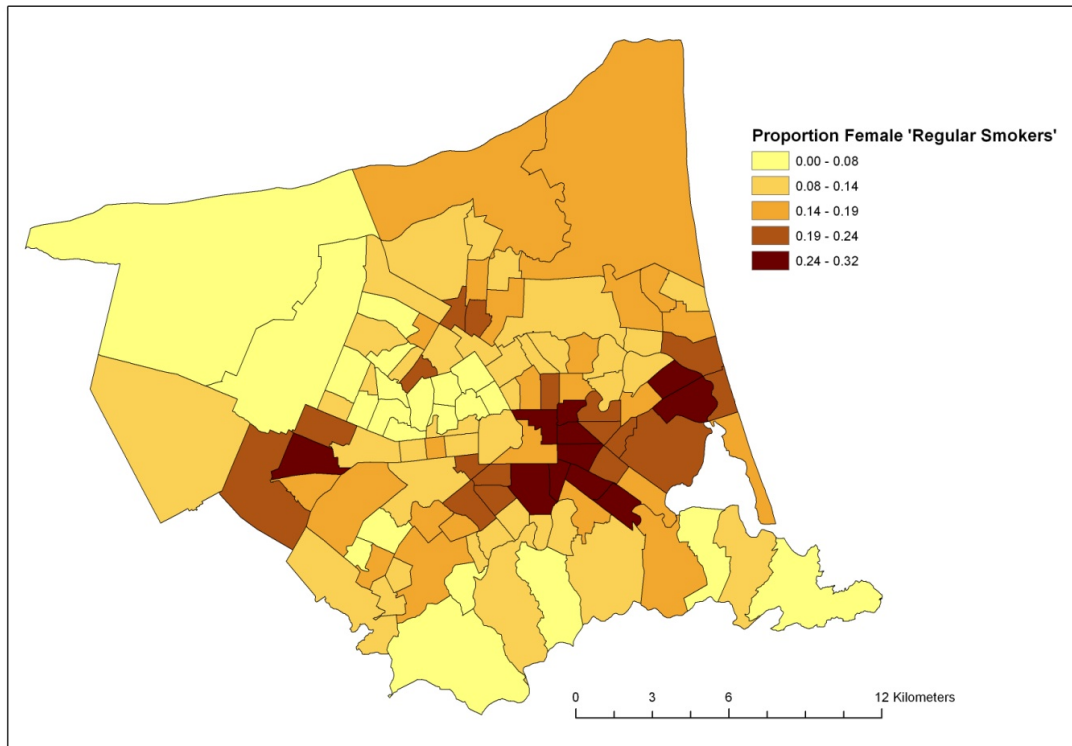 Proportion Female 'Regular Smokers'
0.00 - 0.08
0.08 - 0.14
0.14 - 0.19
0.19 - 0.24
0.24 - 0.32
0 3 6 12 Kilometers